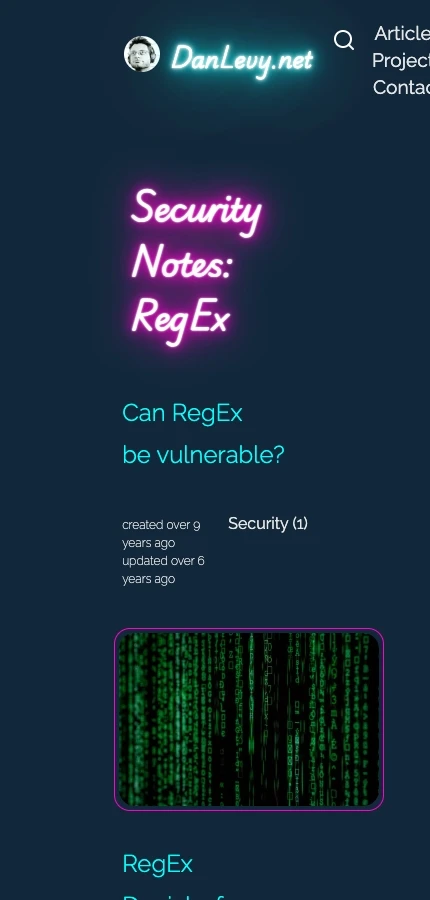 DanLevy.net
Article
Project
Contac
Security
Notes:
RegEx
Can RegEx
be vulnerable?
created over 9
years ago
updated over 6
years ago
Security (1)
RegEx